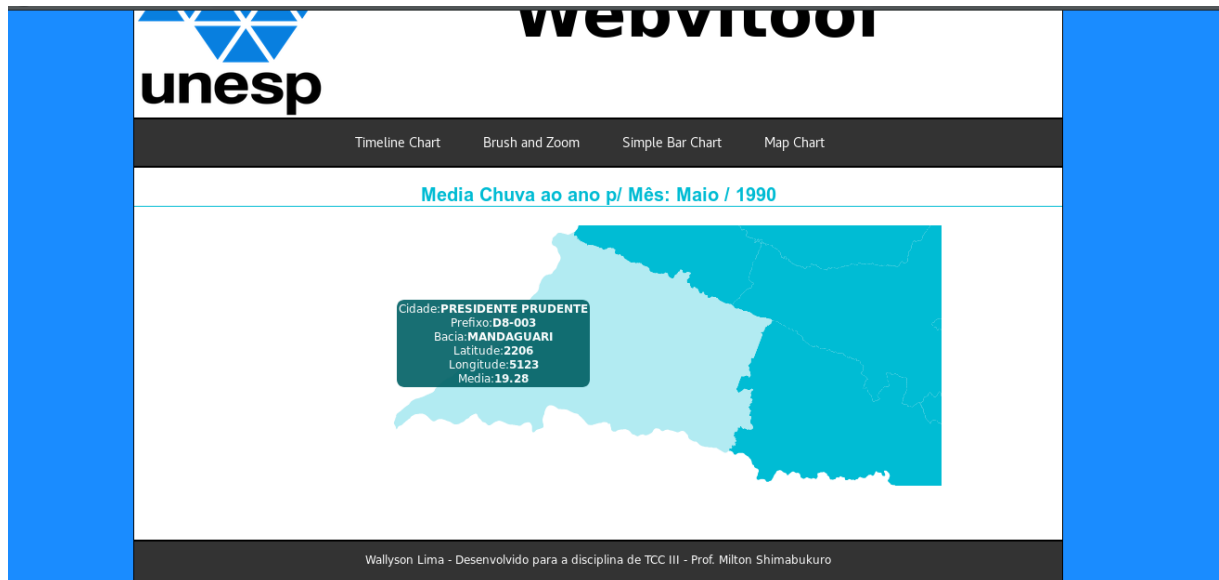 Webvitool
unesp
Timeline Chart Brush and Zoom Simple Bar Chart Map Chart
Media Chuva ao ano p/ Mês: Maio / 1990
Cidade:PRESIDENTE PRUDENTE
Prefixo:D8-003
Bacia:MANDAGUARI
Latitude:2206
Longitude:5123
Media:19.28
Wallyson Lima - Desenvolvido para a disciplina de TCC III - Prof. Milton Shimabukuro